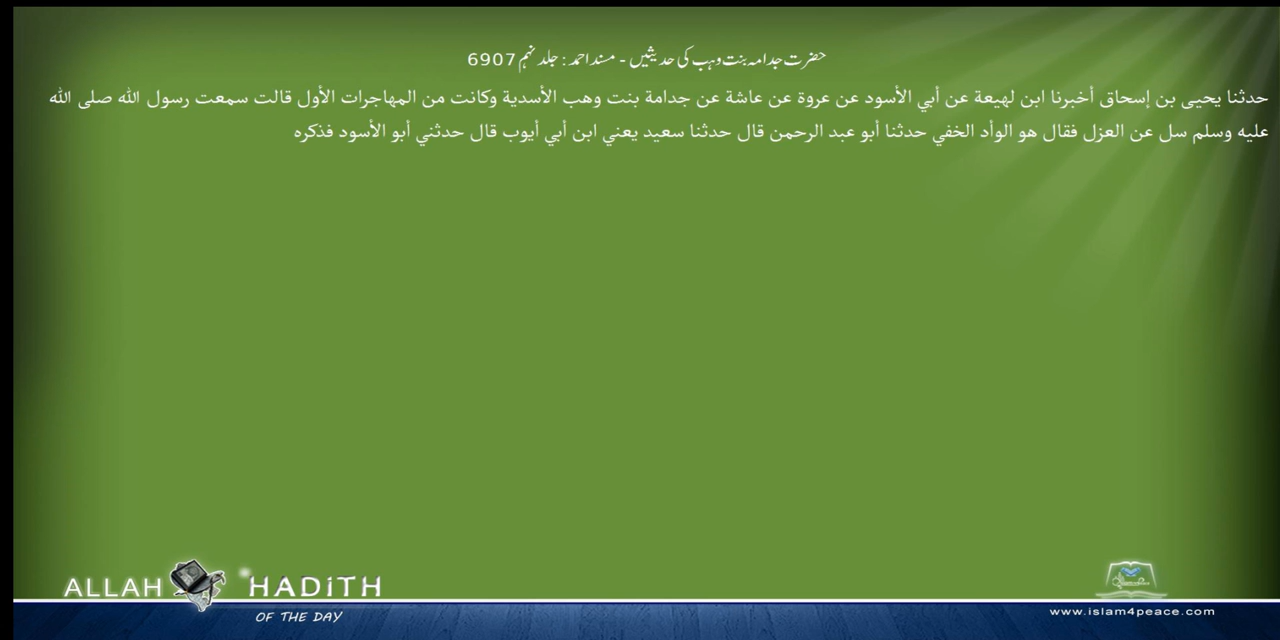 حضرت جدامہ بنت وہب کی حدیثیں - مسند احمد : جلد نہم 6907
حدثنا يحيى بن إسحاق أخبرنا ابن لهيعة عن أبي الأسود عن عروة عن عاشة عن جدامة بنت وهب الأسدية وكانت من المهاجرات الأول قالت سمعت رسول الله صلى الله
عليه وسلم سل عن العزل فقال هو الوأد الخفي حدثنا أبو عبد الرحمن قال حدثنا سعيد يعني ابن أبي أيوب قال حدثني أبو الأسود فذكره
ALLAH HADITH
OF THE DAY
www.islam4peace.com